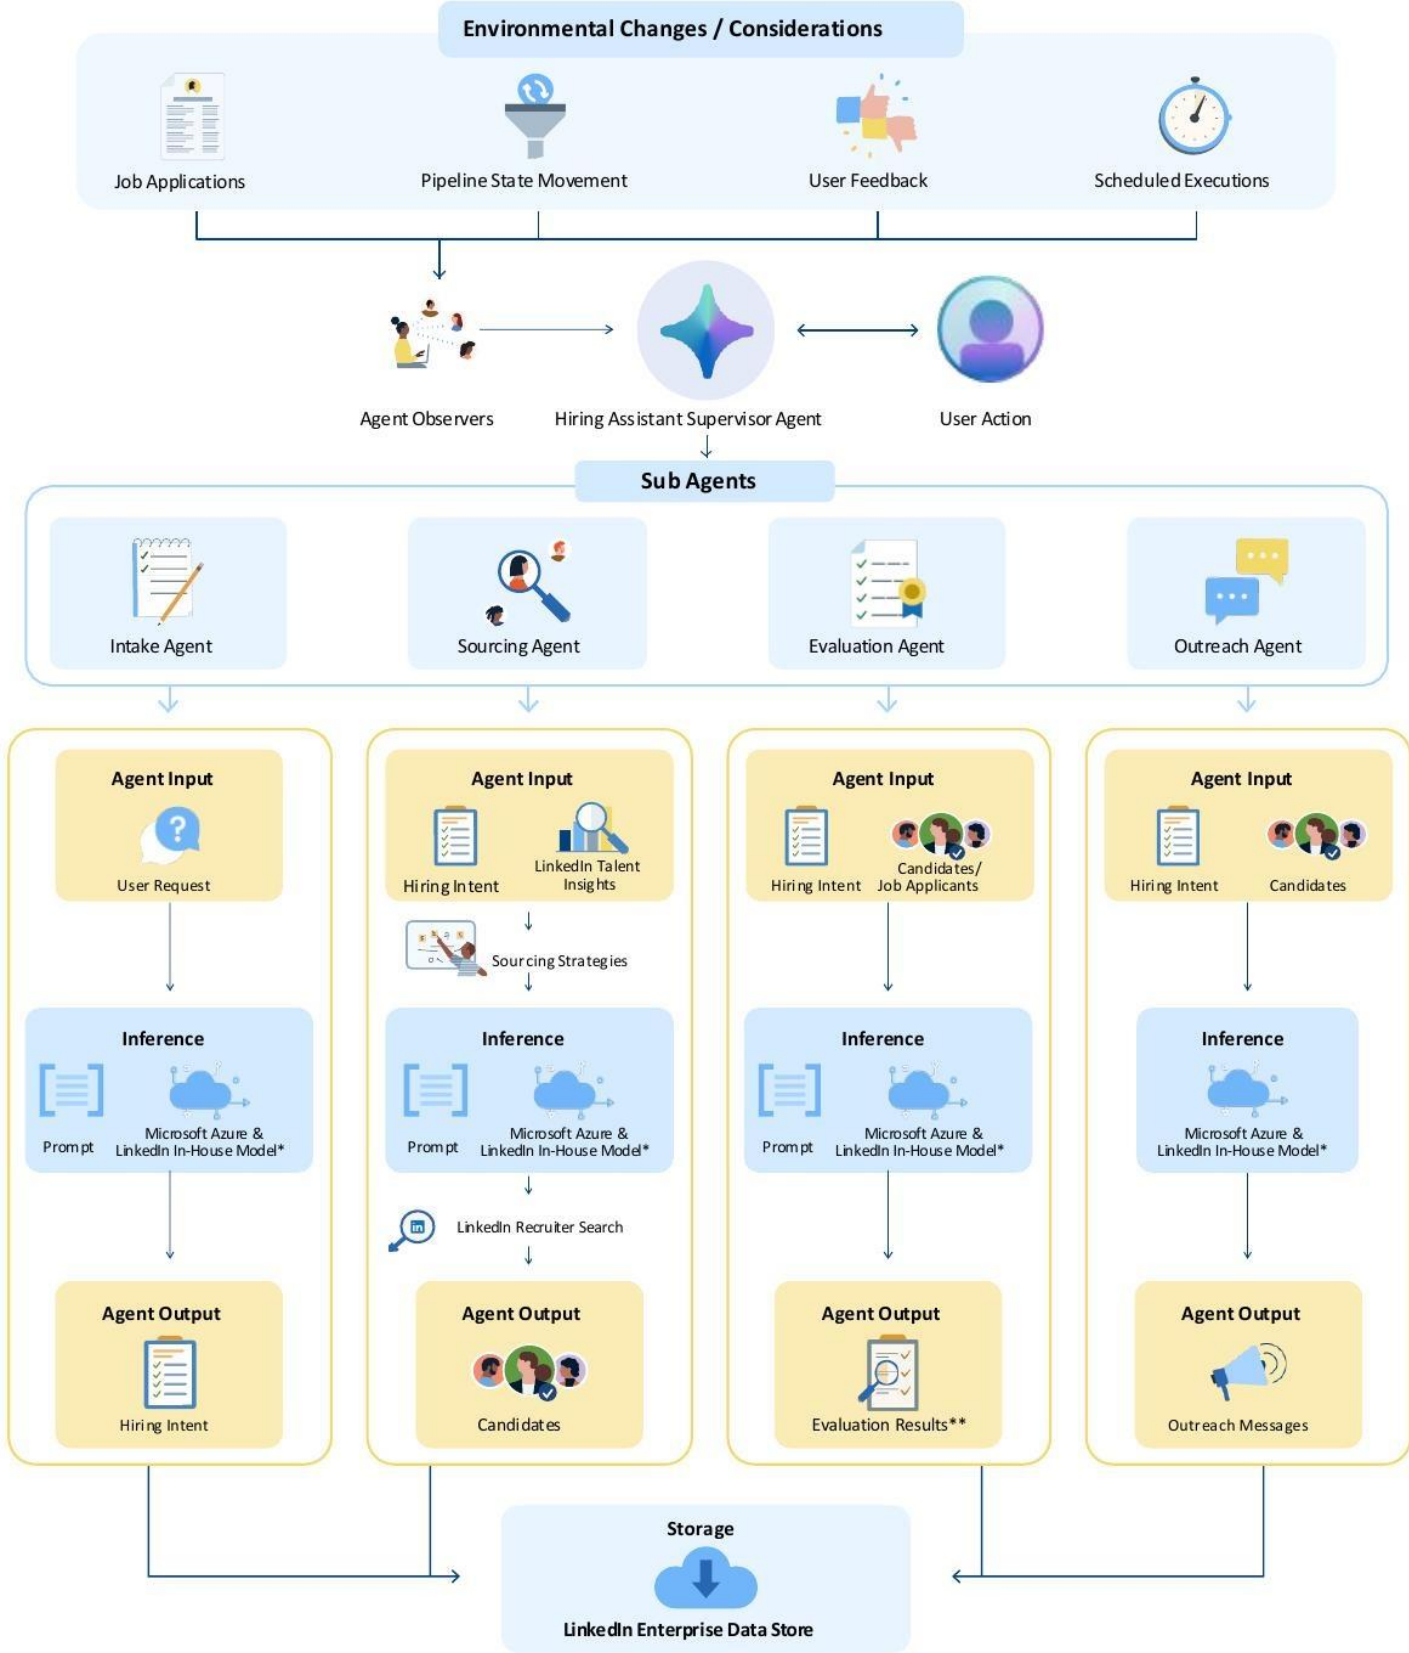 Environmental Changes / Considerations
Job Applications
Pipeline State Movement
User Feedback
Scheduled Executions
Agent Observers
Hiring Assistant Supervisor Agent
User Action
Sub Agents
Intake Agent
Sourcing Agent
Evaluation Agent
Outreach Agent
Agent Input
User Request
Inference
Prompt
Microsoft Azure &
LinkedIn In-House Model*
Agent Output
Hiring Intent
Agent Input
Hiring Intent
LinkedIn Talent
Insights
Sourcing Strategies
Inference
Prompt
Microsoft Azure &
LinkedIn In-House Model*
in
LinkedIn Recruiter Search
Agent Output
Candidates
Agent Input
Hiring Intent
Candidates/
Job Applicants
Inference
Prompt
Microsoft Azure &
LinkedIn In-House Model*
Agent Output
Evaluation Results**
Agent Input
Hiring Intent
Candidates
Inference
Microsoft Azure &
LinkedIn In-House Model*
Agent Output
Outreach Messages
Storage
LinkedIn Enterprise Data Store